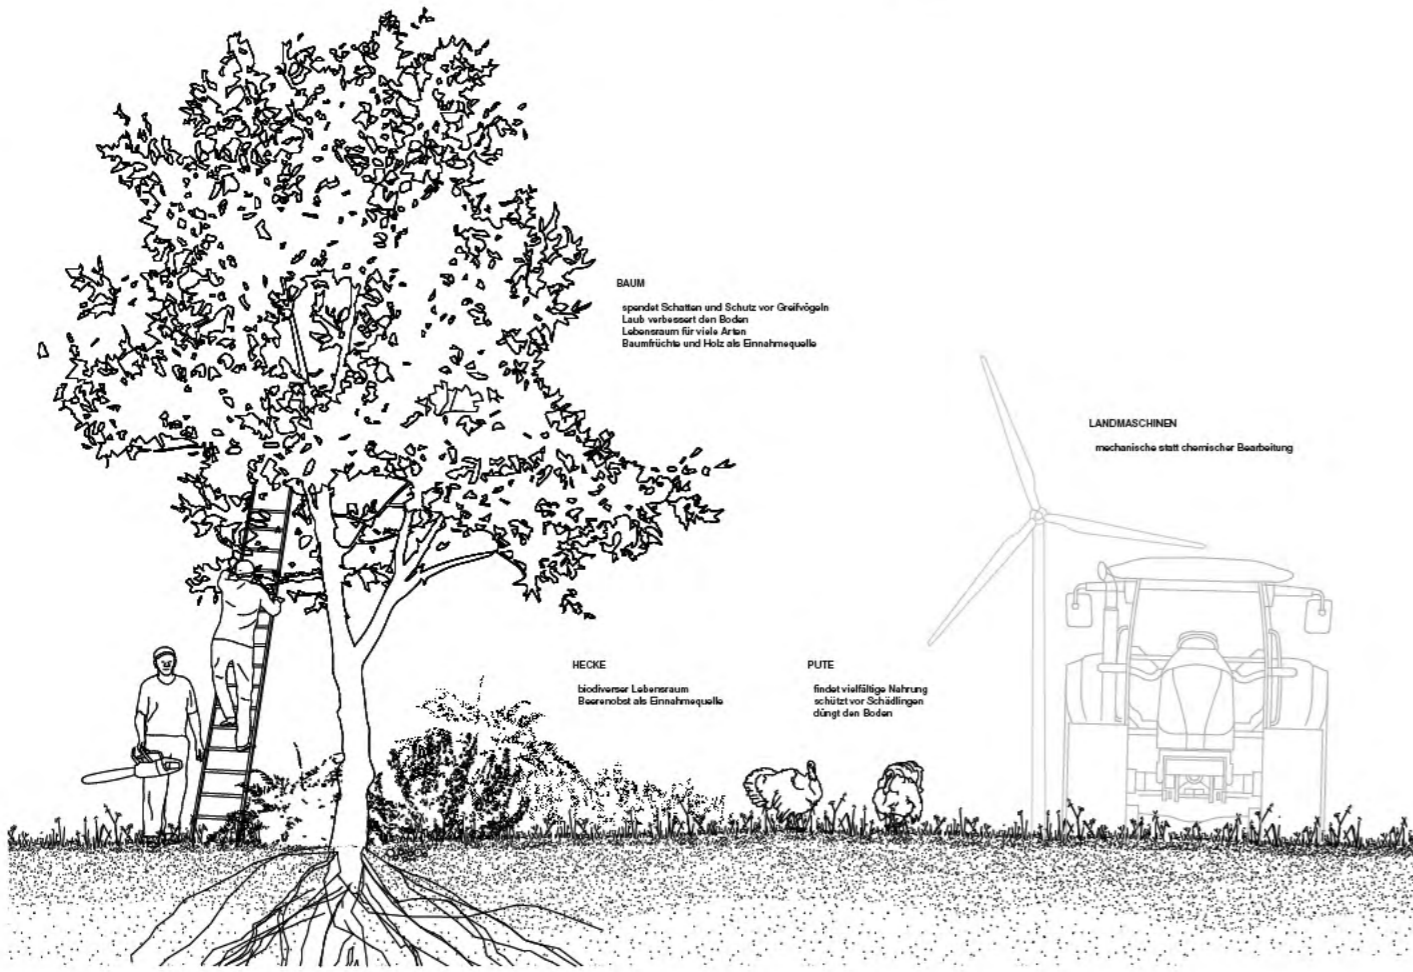 BAUM
spendet Schatten und Schutz vor Greifvögeln
Laub verbessert den Boden
Lebensraum für viele Arten
Baumfrüchte und Holz als Einnahmequelle
LANDMASCHINEN
mechanische statt chemischer Bearbeitung
HECKE
biodiverser Lebensraum
Beerenobst als Einnahmequelle
PUTE
findet vielfältige Nahrung
schützt vor Schädlingen
düngt den Boden